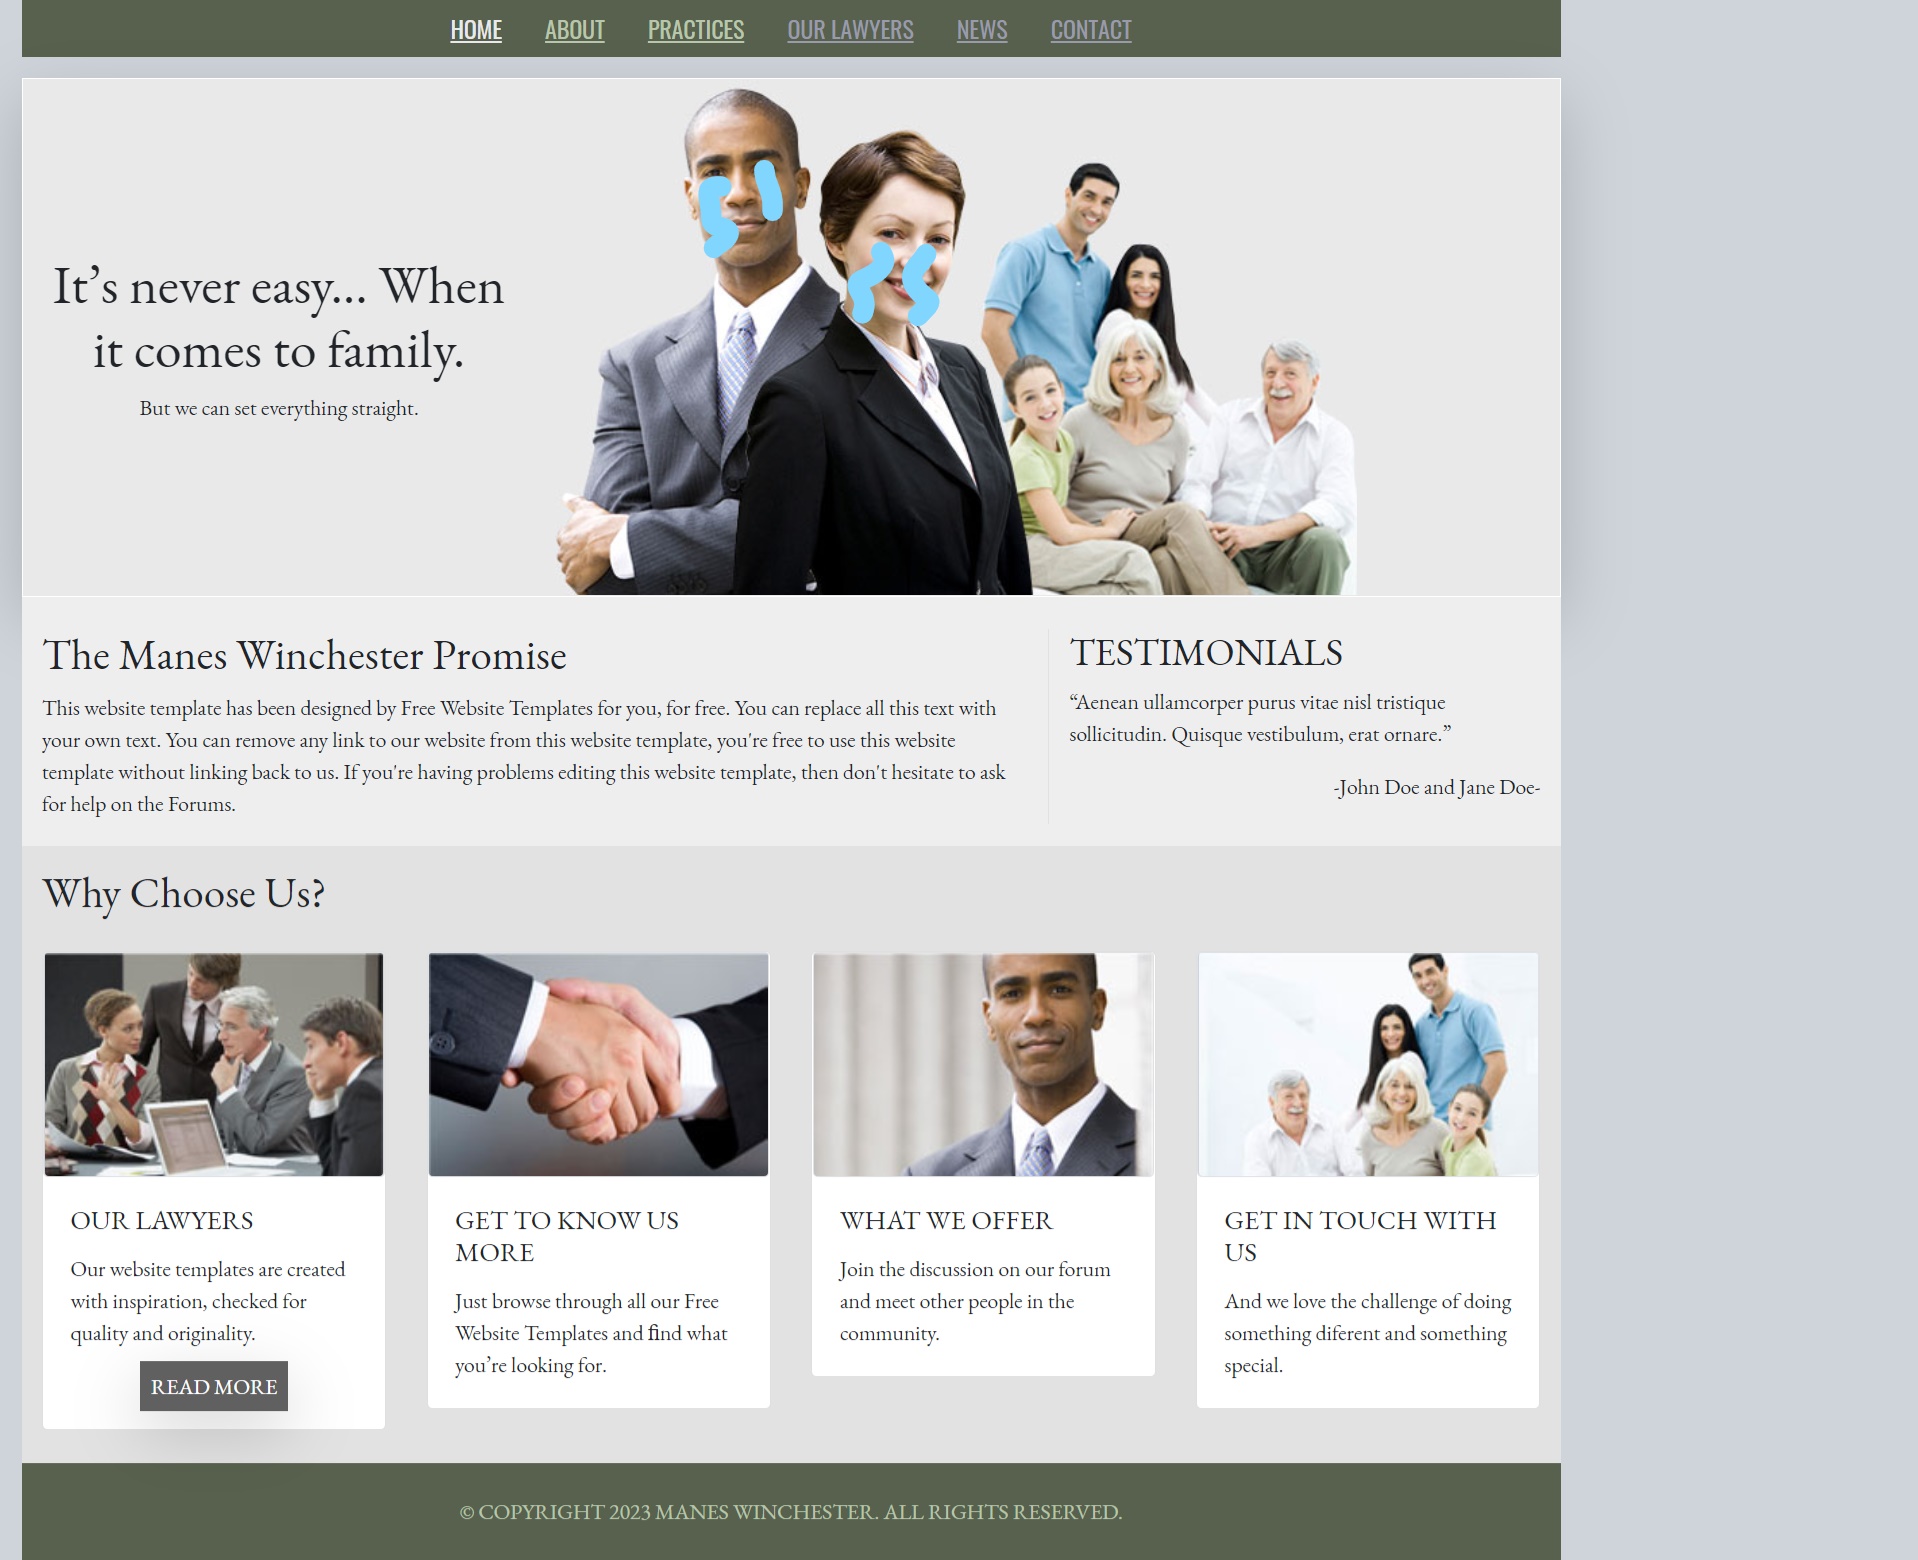 HOME ABOUT PRACTICES OUR LAWYERS NEWS CONTACT
It’s never easy... When
it comes to family.
But we can set everything straight.
The Manes Winchester Promise
This website template has been designed by Free Website Templates for you, for free. You can replace all this text with
your own text. You can remove any link to our website from this website template, you're free to use this website
template without linking back to us. If you're having problems editing this website template, then don't hesitate to ask
for help on the Forums.
TESTIMONIALS
“Aenean ullamcorper purus vitae nisl tristique
sollicitudin. Quisque vestibulum, erat ornare.”
-John Doe and Jane Doe-
Why Choose Us?
OUR LAWYERS
Our website templates are created
with inspiration, checked for
quality and originality.
READ MORE
GET TO KNOW US
MORE
Just browse through all our Free
Website Templates and find what
you’re looking for.
WHAT WE OFFER
Join the discussion on our forum
and meet other people in the
community.
GET IN TOUCH WITH
US
And we love the challenge of doing
something diferent and something
special.
© COPYRIGHT 2023 MANES WINCHESTER. ALL RIGHTS RESERVED.